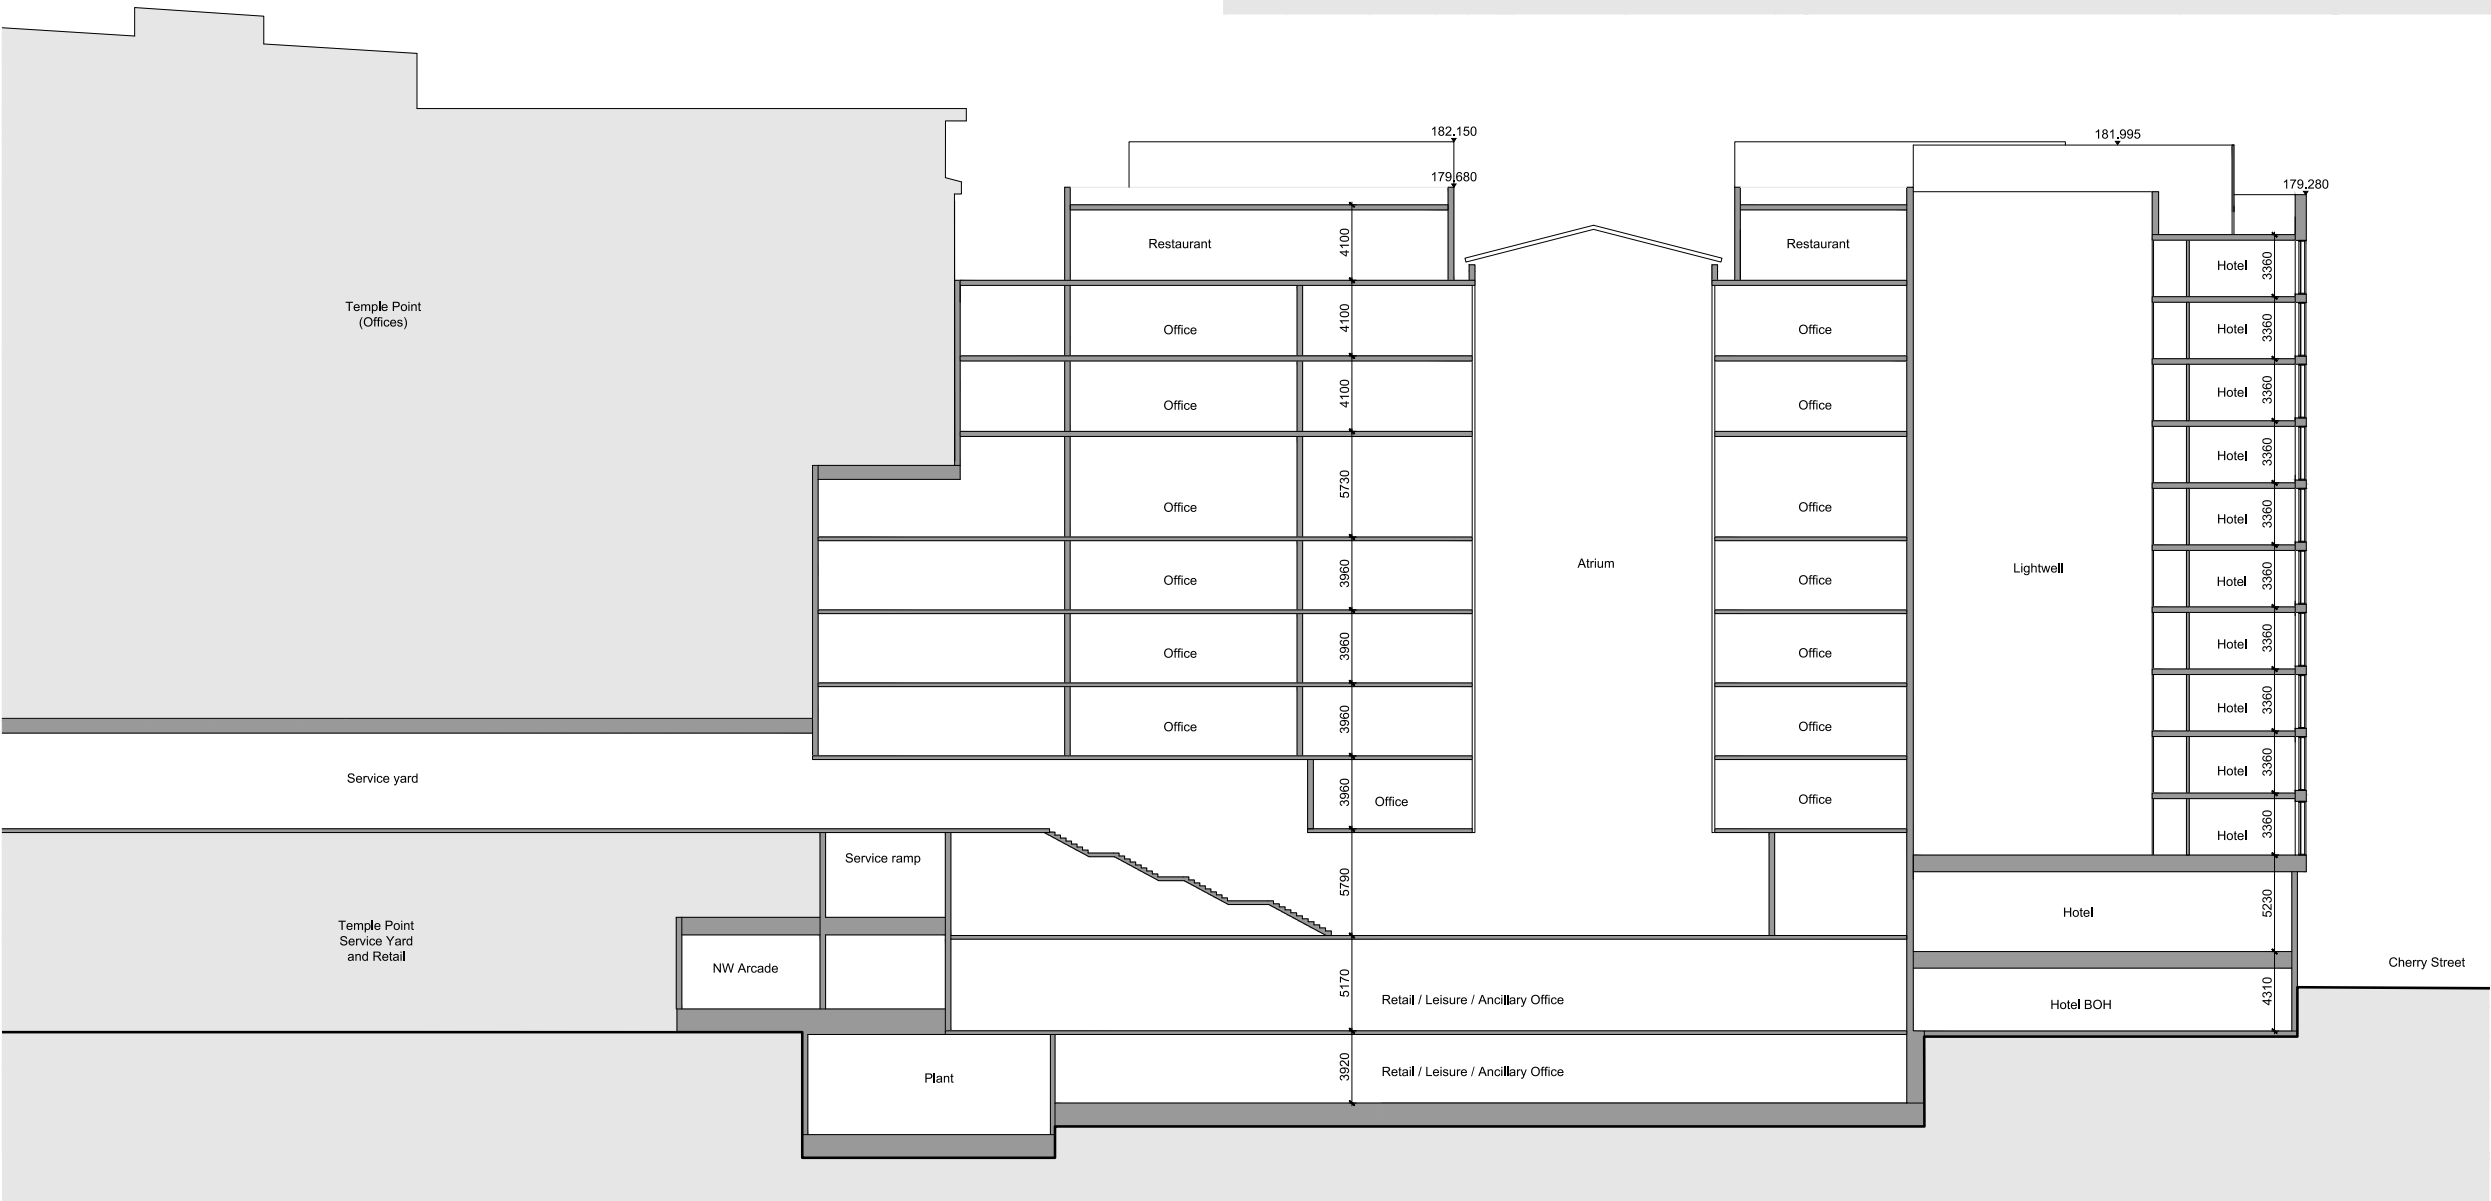 182.150
181.995
179.680
179.280
Restaurant
4100
Restaurant
Hotel
3360
Temple Point
(Offices)
Office
4100
Office
Hotel
3360
Office
4100
Office
Hotel
3360
Hotel
3360
Office
5730
Office
Hotel
3360
Atrium
Lightwell
Office
3960
Office
Hotel
3360
Office
3960
Office
Hotel
3360
Office
3960
Office
Hotel
3360
Service yard
Office
3960
Office
Hotel
3360
Hotel
3360
Service ramp
5790
Hotel
5230
Temple Point
Service Yard
and Retail
NW Arcade
Cherry Street
5170
Retail / Leisure / Ancillary Office
Hotel BOH
4310
Plant
3920
Retail / Leisure / Ancillary Office